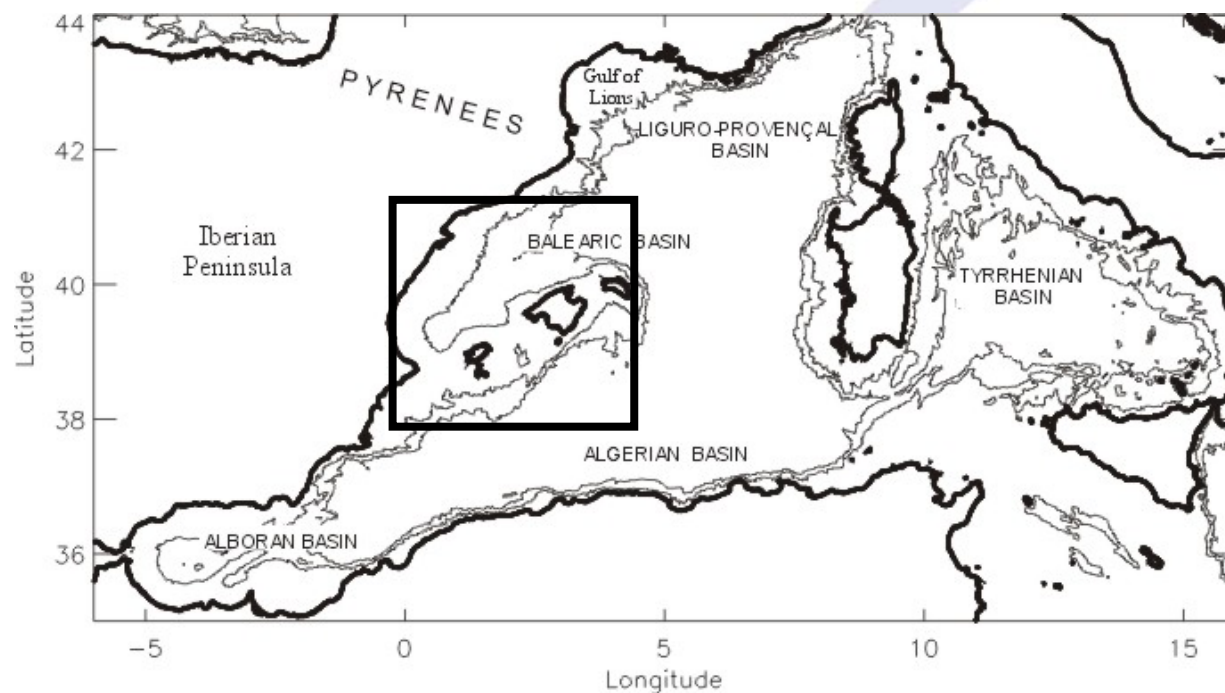 44
Gulf of
Lions
PYRENEES
LIGURO-PROVENÇAL
BASIN
42
Iberian
Peninsula
BALEARIC BASIN
TYRRHENIAN
BASIN
40
Latitude
38
ALGERIAN BASIN
ALBORAN BASIN
36
-5
0
5
10
15
Longitude